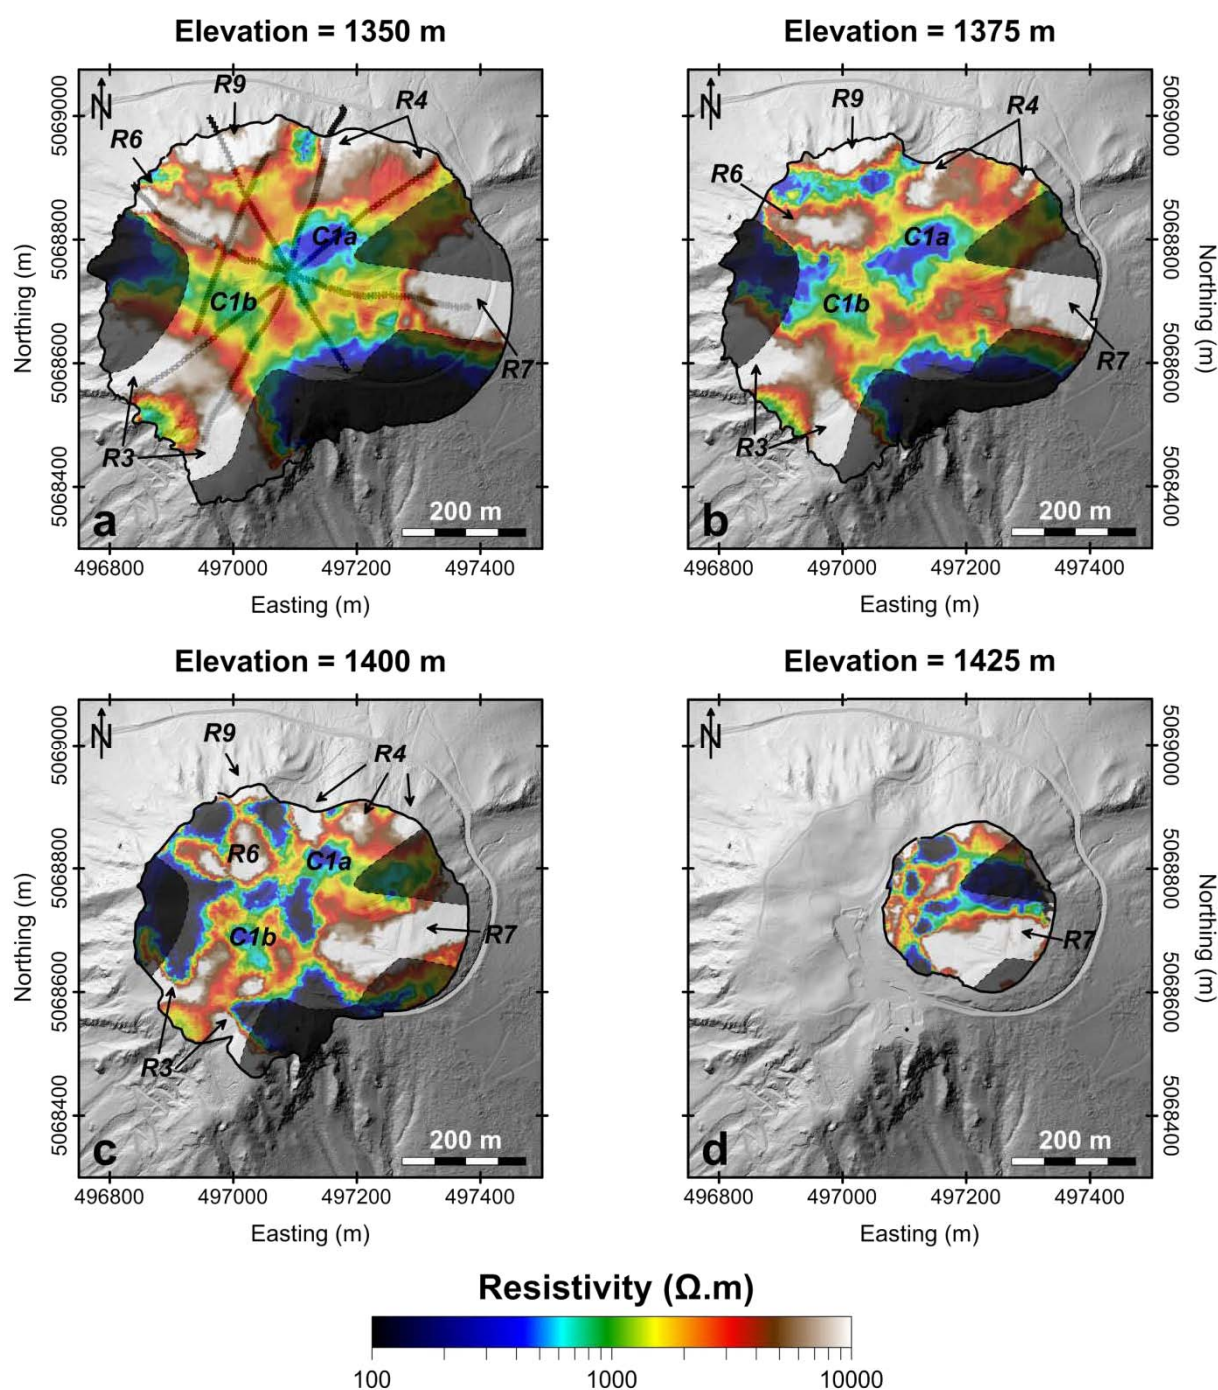 Elevation = 1350 m
Elevation = 1375 m
N
R9
R4
R6
C1a
C1b
R7
R3
5069000
5068800
5068600
5068400
Northing (m)
a
200 m
496800 497000 497200 497400
Easting (m)
N
R9
R4
R6
C1a
C1b
R7
R3
5069000
5068800
5068600
5068400
Northing (m)
b
200 m
496800 497000 497200 497400
Easting (m)
Elevation = 1400 m
Elevation = 1425 m
N
R9
R4
R6
C1a
C1b
R7
R3
5069000
5068800
5068600
5068400
Northing (m)
c
200 m
496800 497000 497200 497400
Easting (m)
N
R7
5069000
5068800
5068600
5068400
Northing (m)
d
200 m
496800 497000 497200 497400
Easting (m)
Resistivity (Ω.m)
100 1000 10000